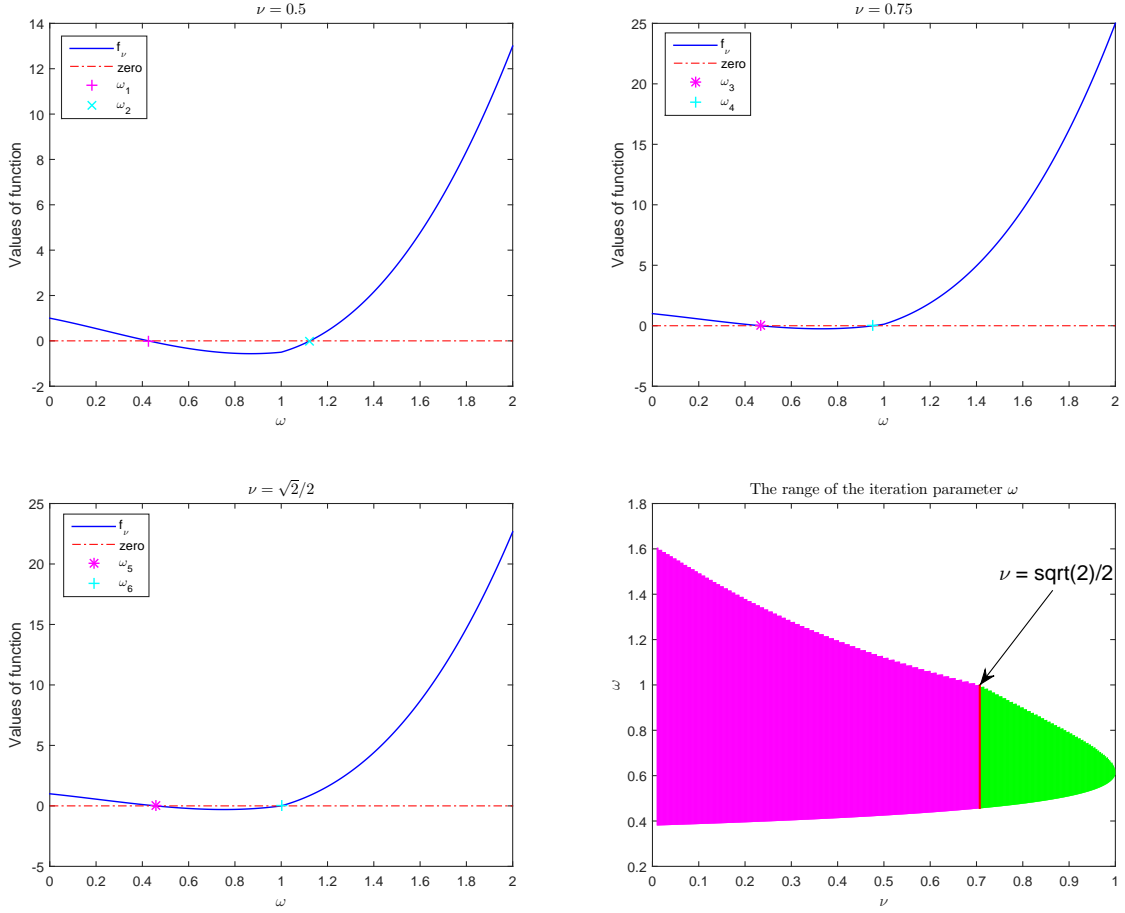 ν = 0.5
14
12
10
8
6
4
2
0
-2
Values of function
f_ν
zero
ω_1
ω_2
0 0.2 0.4 0.6 0.8 1 1.2 1.4 1.6 1.8 2
ω
ν = 0.75
25
20
15
10
5
0
-5
Values of function
f_ν
zero
ω_3
ω_4
0 0.2 0.4 0.6 0.8 1 1.2 1.4 1.6 1.8 2
ω
ν = √2/2
25
20
15
10
5
0
-5
Values of function
f_ν
zero
ω_5
ω_6
0 0.2 0.4 0.6 0.8 1 1.2 1.4 1.6 1.8 2
ω
The range of the iteration parameter ω
1.8
1.6
1.4
1.2
1
0.8
0.6
0.4
0.2
ω
ν = sqrt(2)/2
0 0.1 0.2 0.3 0.4 0.5 0.6 0.7 0.8 0.9 1
ν